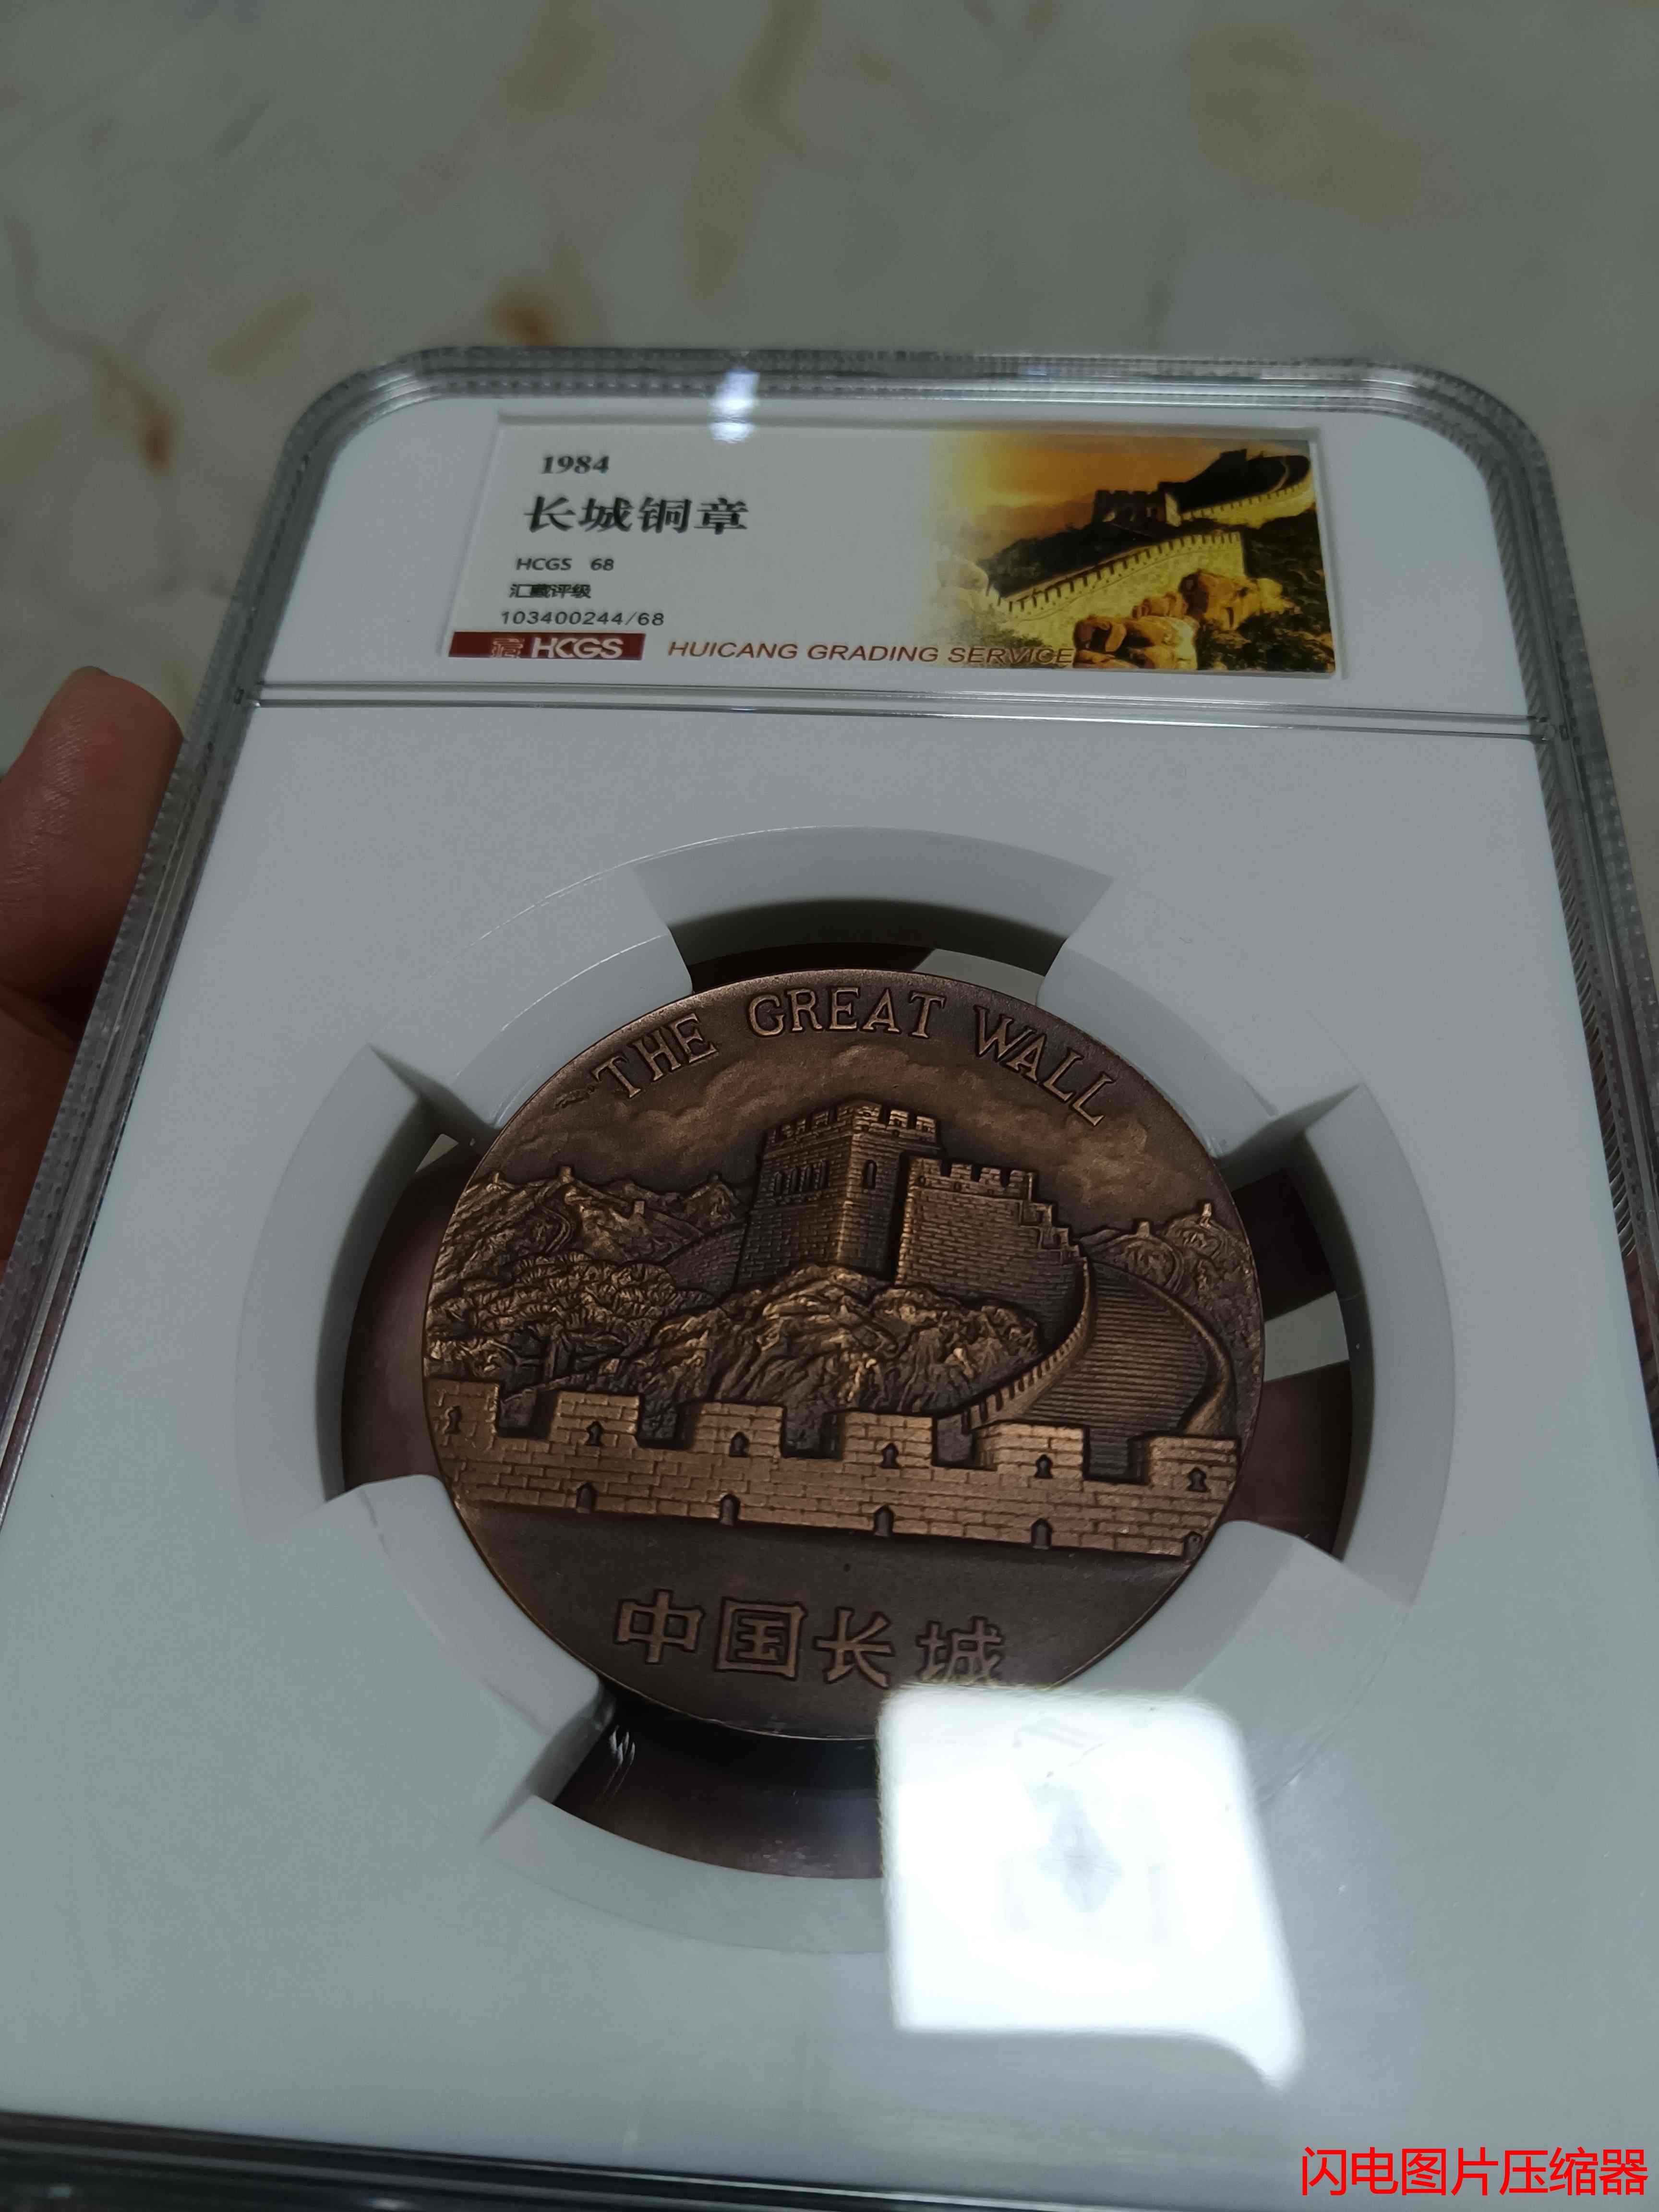 1984
长城铜章
HCGS 68
汇藏评级
103400244/68
藏 HCGS HUICANG GRADING SERVICE
THE GREAT WALL
中国长城
闪电图片压缩器